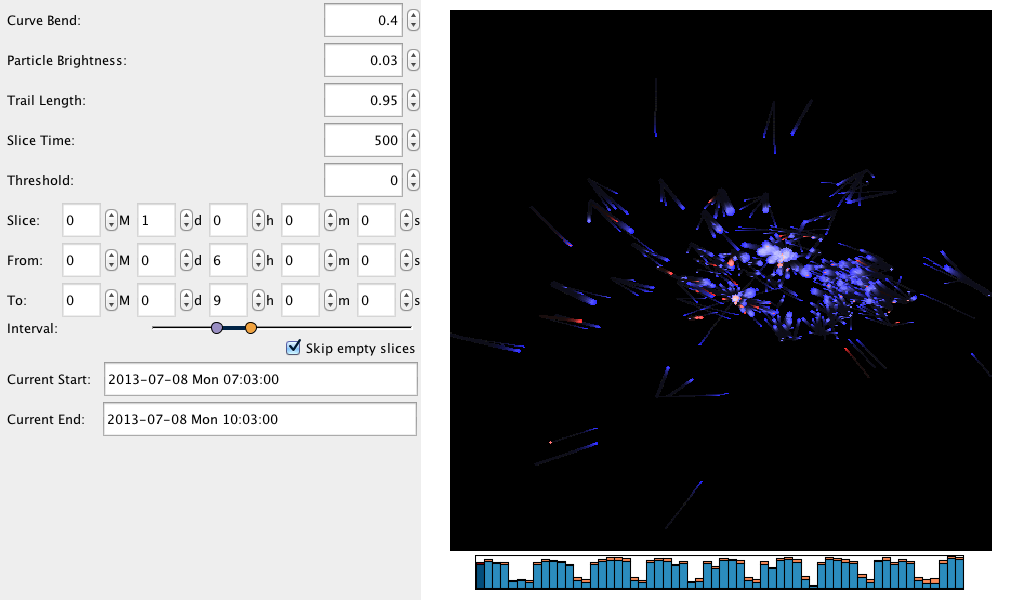 Curve Bend: 0.4
Particle Brightness: 0.03
Trail Length: 0.95
Slice Time: 500
Threshold: 0
Slice: 0 M 1 d 0 h 0 m 0 s
From: 0 M 0 d 6 h 0 m 0 s
To: 0 M 0 d 9 h 0 m 0 s
Interval:
Skip empty slices
Current Start: 2013-07-08 Mon 07:03:00
Current End: 2013-07-08 Mon 10:03:00